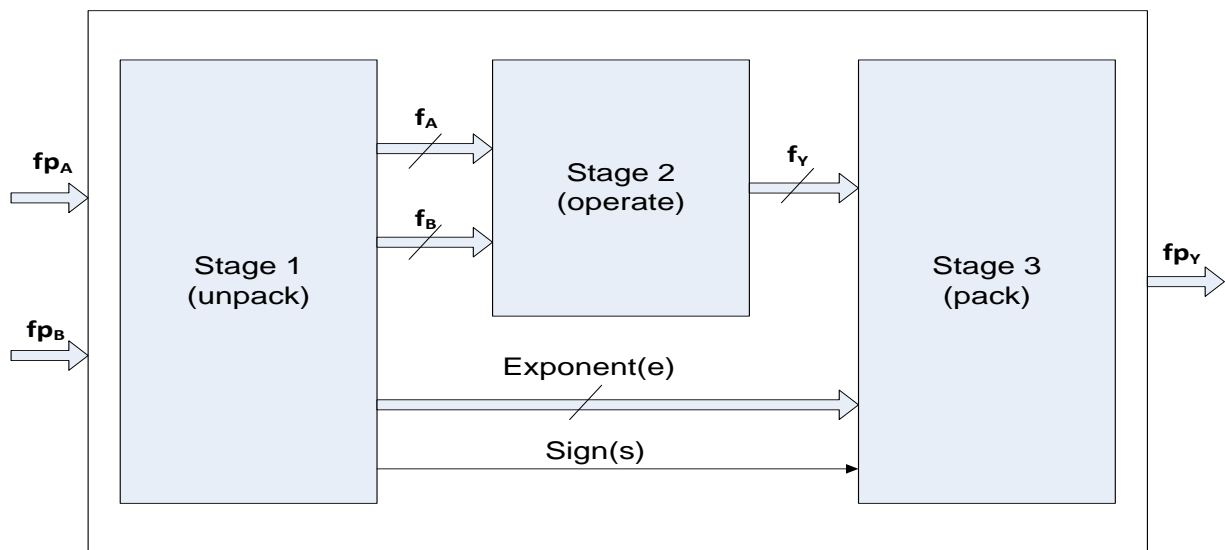 fpA
fpB
Stage 1
(unpack)
fA
fB
Stage 2
(operate)
fY
Exponent(e)
Sign(s)
Stage 3
(pack)
fpY